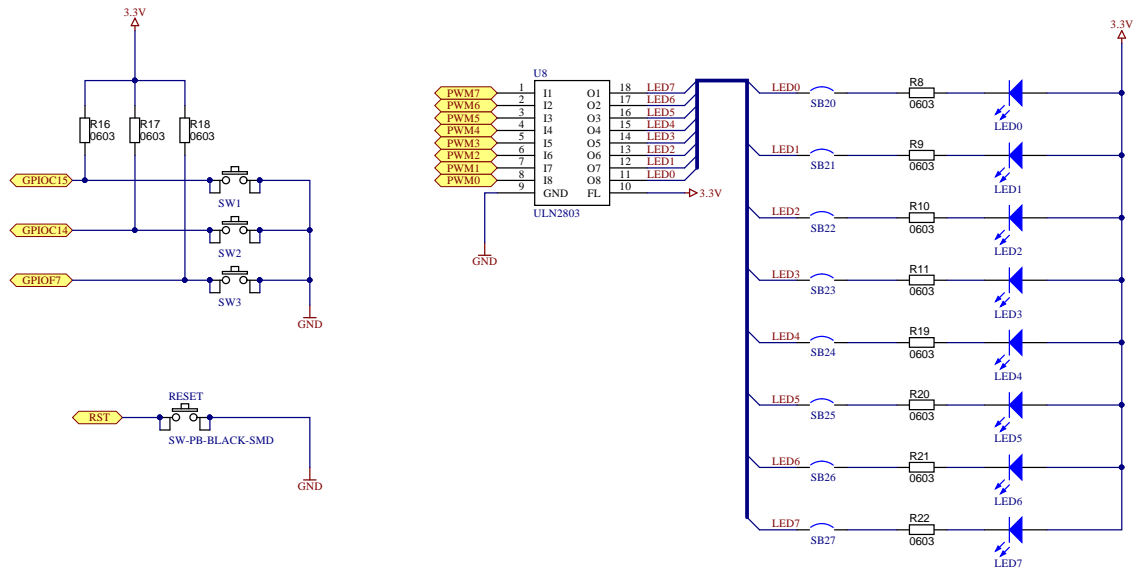 3.3V
R16
0603
R17
0603
R18
0603
GPIOC15
SW1
GPIOC14
SW2
GPIOF7
SW3
GND
RESET
RST
SW-PB-BLACK-SMD
GND
U8
PWM7 1 I1 O1 18 LED7
PWM6 2 I2 O2 17 LED6
PWM5 3 I3 O3 16 LED5
PWM4 4 I4 O4 15 LED4
PWM3 5 I5 O5 14 LED3
PWM2 6 I6 O6 13 LED2
PWM1 7 I7 O7 12 LED1
PWM0 8 I8 O8 11 LED0
9 GND FL 10 3.3V
ULN2803
GND
3.3V
LED0 R8
SB20 0603
LED0
LED1 R9
SB21 0603
LED1
LED2 R10
SB22 0603
LED2
LED3 R11
SB23 0603
LED3
LED4 R19
SB24 0603
LED4
LED5 R20
SB25 0603
LED5
LED6 R21
SB26 0603
LED6
LED7 R22
SB27 0603
LED7